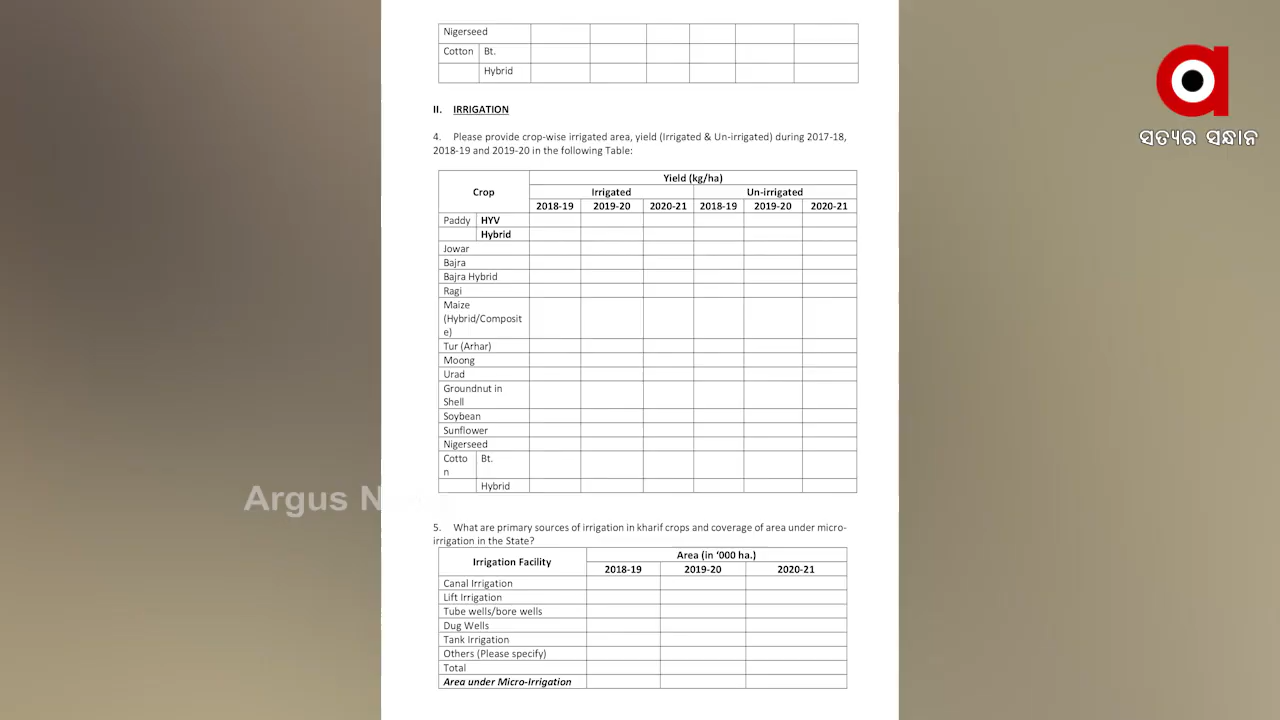 Nigerseed
Cotton Bt.
Hybrid
II. IRRIGATION
4. Please provide crop-wise irrigated area, yield (Irrigated & Un-irrigated) during 2017-18,
2018-19 and 2019-20 in the following Table:
Crop
Yield (kg/ha)
Irrigated Un-irrigated
2018-19 2019-20 2020-21 2018-19 2019-20 2020-21
Paddy HYV
Hybrid
Jowar
Bajra
Bajra Hybrid
Ragi
Maize
(Hybrid/Composit
e)
Tur (Arhar)
Moong
Urad
Groundnut in
Shell
Soybean
Sunflower
Nigerseed
Cotto Bt.
n
Hybrid
5. What are primary sources of irrigation in kharif crops and coverage of area under micro-
irrigation in the State?
Irrigation Facility
Area (in ‘000 ha.)
2018-19 2019-20 2020-21
Canal Irrigation
Lift Irrigation
Tube wells/bore wells
Dug Wells
Tank Irrigation
Others (Please specify)
Total
Area under Micro-Irrigation
ସତ୍ୟର ସନ୍ଧାନ
Argus N